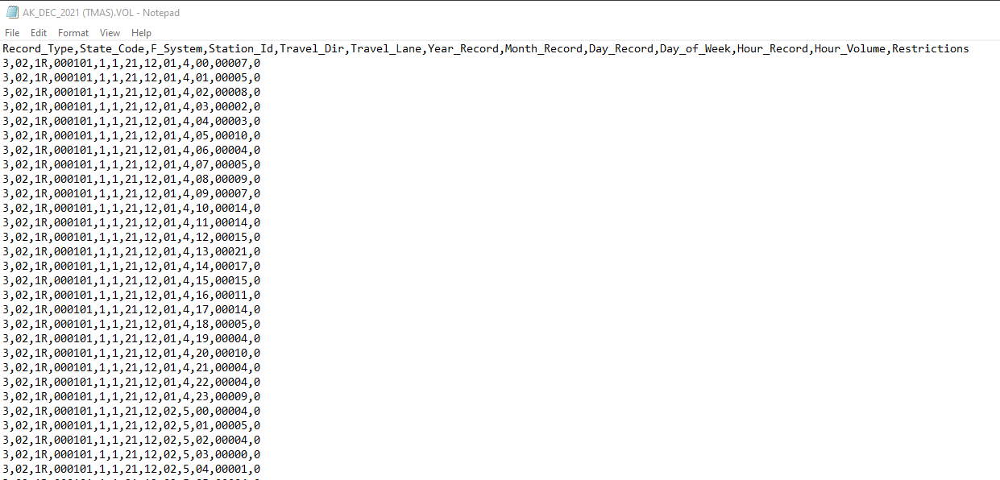 AK_DEC_2021 (TMAS).VOL - Notepad
File Edit Format View Help
Record_Type,State_Code,F_System,Station_Id,Travel_Dir,Travel_Lane,Year_Record,Month_Record,Day_Record,Day_of_Week,Hour_Record,Hour_Volume,Restrictions
3,02,1R,000101,1,1,21,12,01,4,00,00007,0
3,02,1R,000101,1,1,21,12,01,4,01,00005,0
3,02,1R,000101,1,1,21,12,01,4,02,00008,0
3,02,1R,000101,1,1,21,12,01,4,03,00002,0
3,02,1R,000101,1,1,21,12,01,4,04,00003,0
3,02,1R,000101,1,1,21,12,01,4,05,00010,0
3,02,1R,000101,1,1,21,12,01,4,06,00004,0
3,02,1R,000101,1,1,21,12,01,4,07,00005,0
3,02,1R,000101,1,1,21,12,01,4,08,00009,0
3,02,1R,000101,1,1,21,12,01,4,09,00007,0
3,02,1R,000101,1,1,21,12,01,4,10,00014,0
3,02,1R,000101,1,1,21,12,01,4,11,00014,0
3,02,1R,000101,1,1,21,12,01,4,12,00015,0
3,02,1R,000101,1,1,21,12,01,4,13,00021,0
3,02,1R,000101,1,1,21,12,01,4,14,00017,0
3,02,1R,000101,1,1,21,12,01,4,15,00015,0
3,02,1R,000101,1,1,21,12,01,4,16,00011,0
3,02,1R,000101,1,1,21,12,01,4,17,00014,0
3,02,1R,000101,1,1,21,12,01,4,18,00005,0
3,02,1R,000101,1,1,21,12,01,4,19,00004,0
3,02,1R,000101,1,1,21,12,01,4,20,00010,0
3,02,1R,000101,1,1,21,12,01,4,21,00004,0
3,02,1R,000101,1,1,21,12,01,4,22,00004,0
3,02,1R,000101,1,1,21,12,01,4,23,00009,0
3,02,1R,000101,1,1,21,12,02,5,00,00004,0
3,02,1R,000101,1,1,21,12,02,5,01,00005,0
3,02,1R,000101,1,1,21,12,02,5,02,00004,0
3,02,1R,000101,1,1,21,12,02,5,03,00000,0
3,02,1R,000101,1,1,21,12,02,5,04,00001,0